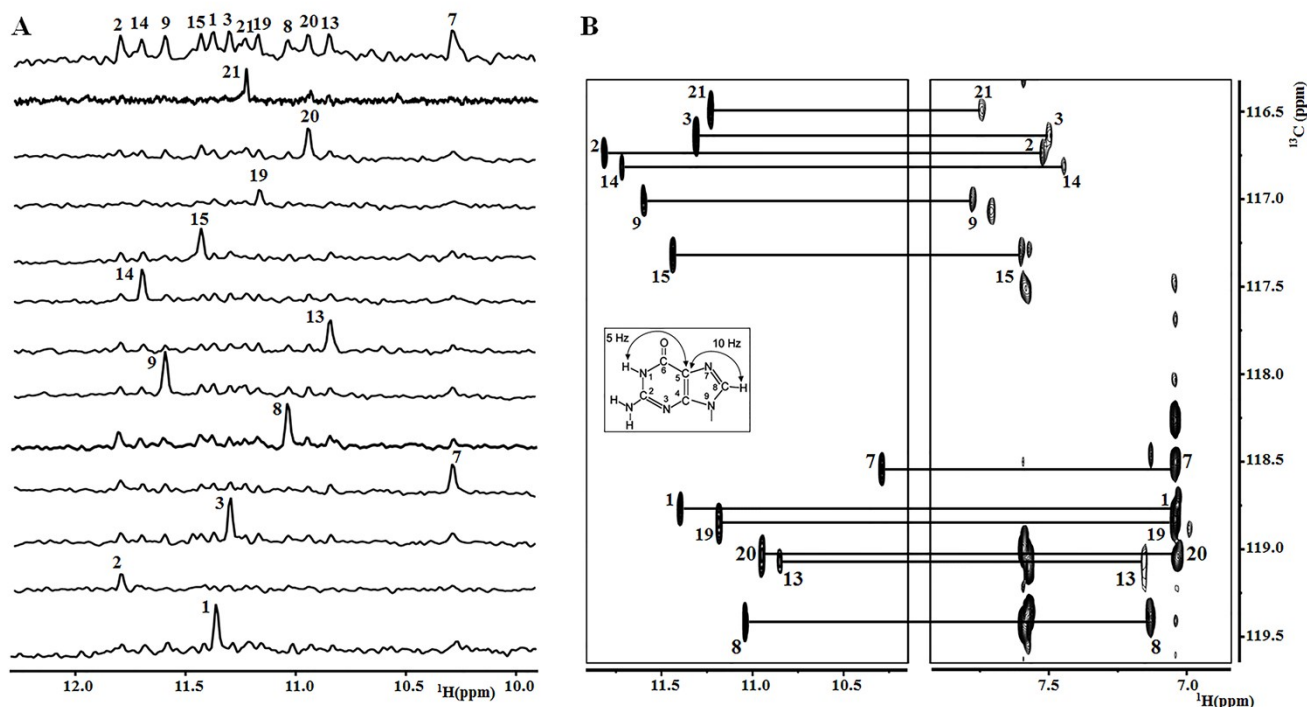 A
2 14 9 15 1 3 21 19 8 20 13 7
21
20
19
15
14
13
9
8
7
3
2
1
12.0 11.5 11.0 10.5 10.0
¹H(ppm)
B
21 21
3 3
2 2
14 14
9 9
15 15
7 7
1 1
19 19
20 20
13 13
8 8
5 Hz O 10 Hz
H N 1 2 3 4 5 6 7 8 9 N H
H N N N
H
116.5
117.0
117.5
118.0
118.5
119.0
119.5
¹³C (ppm)
11.5 11.0 10.5 7.5 7.0
¹H(ppm)